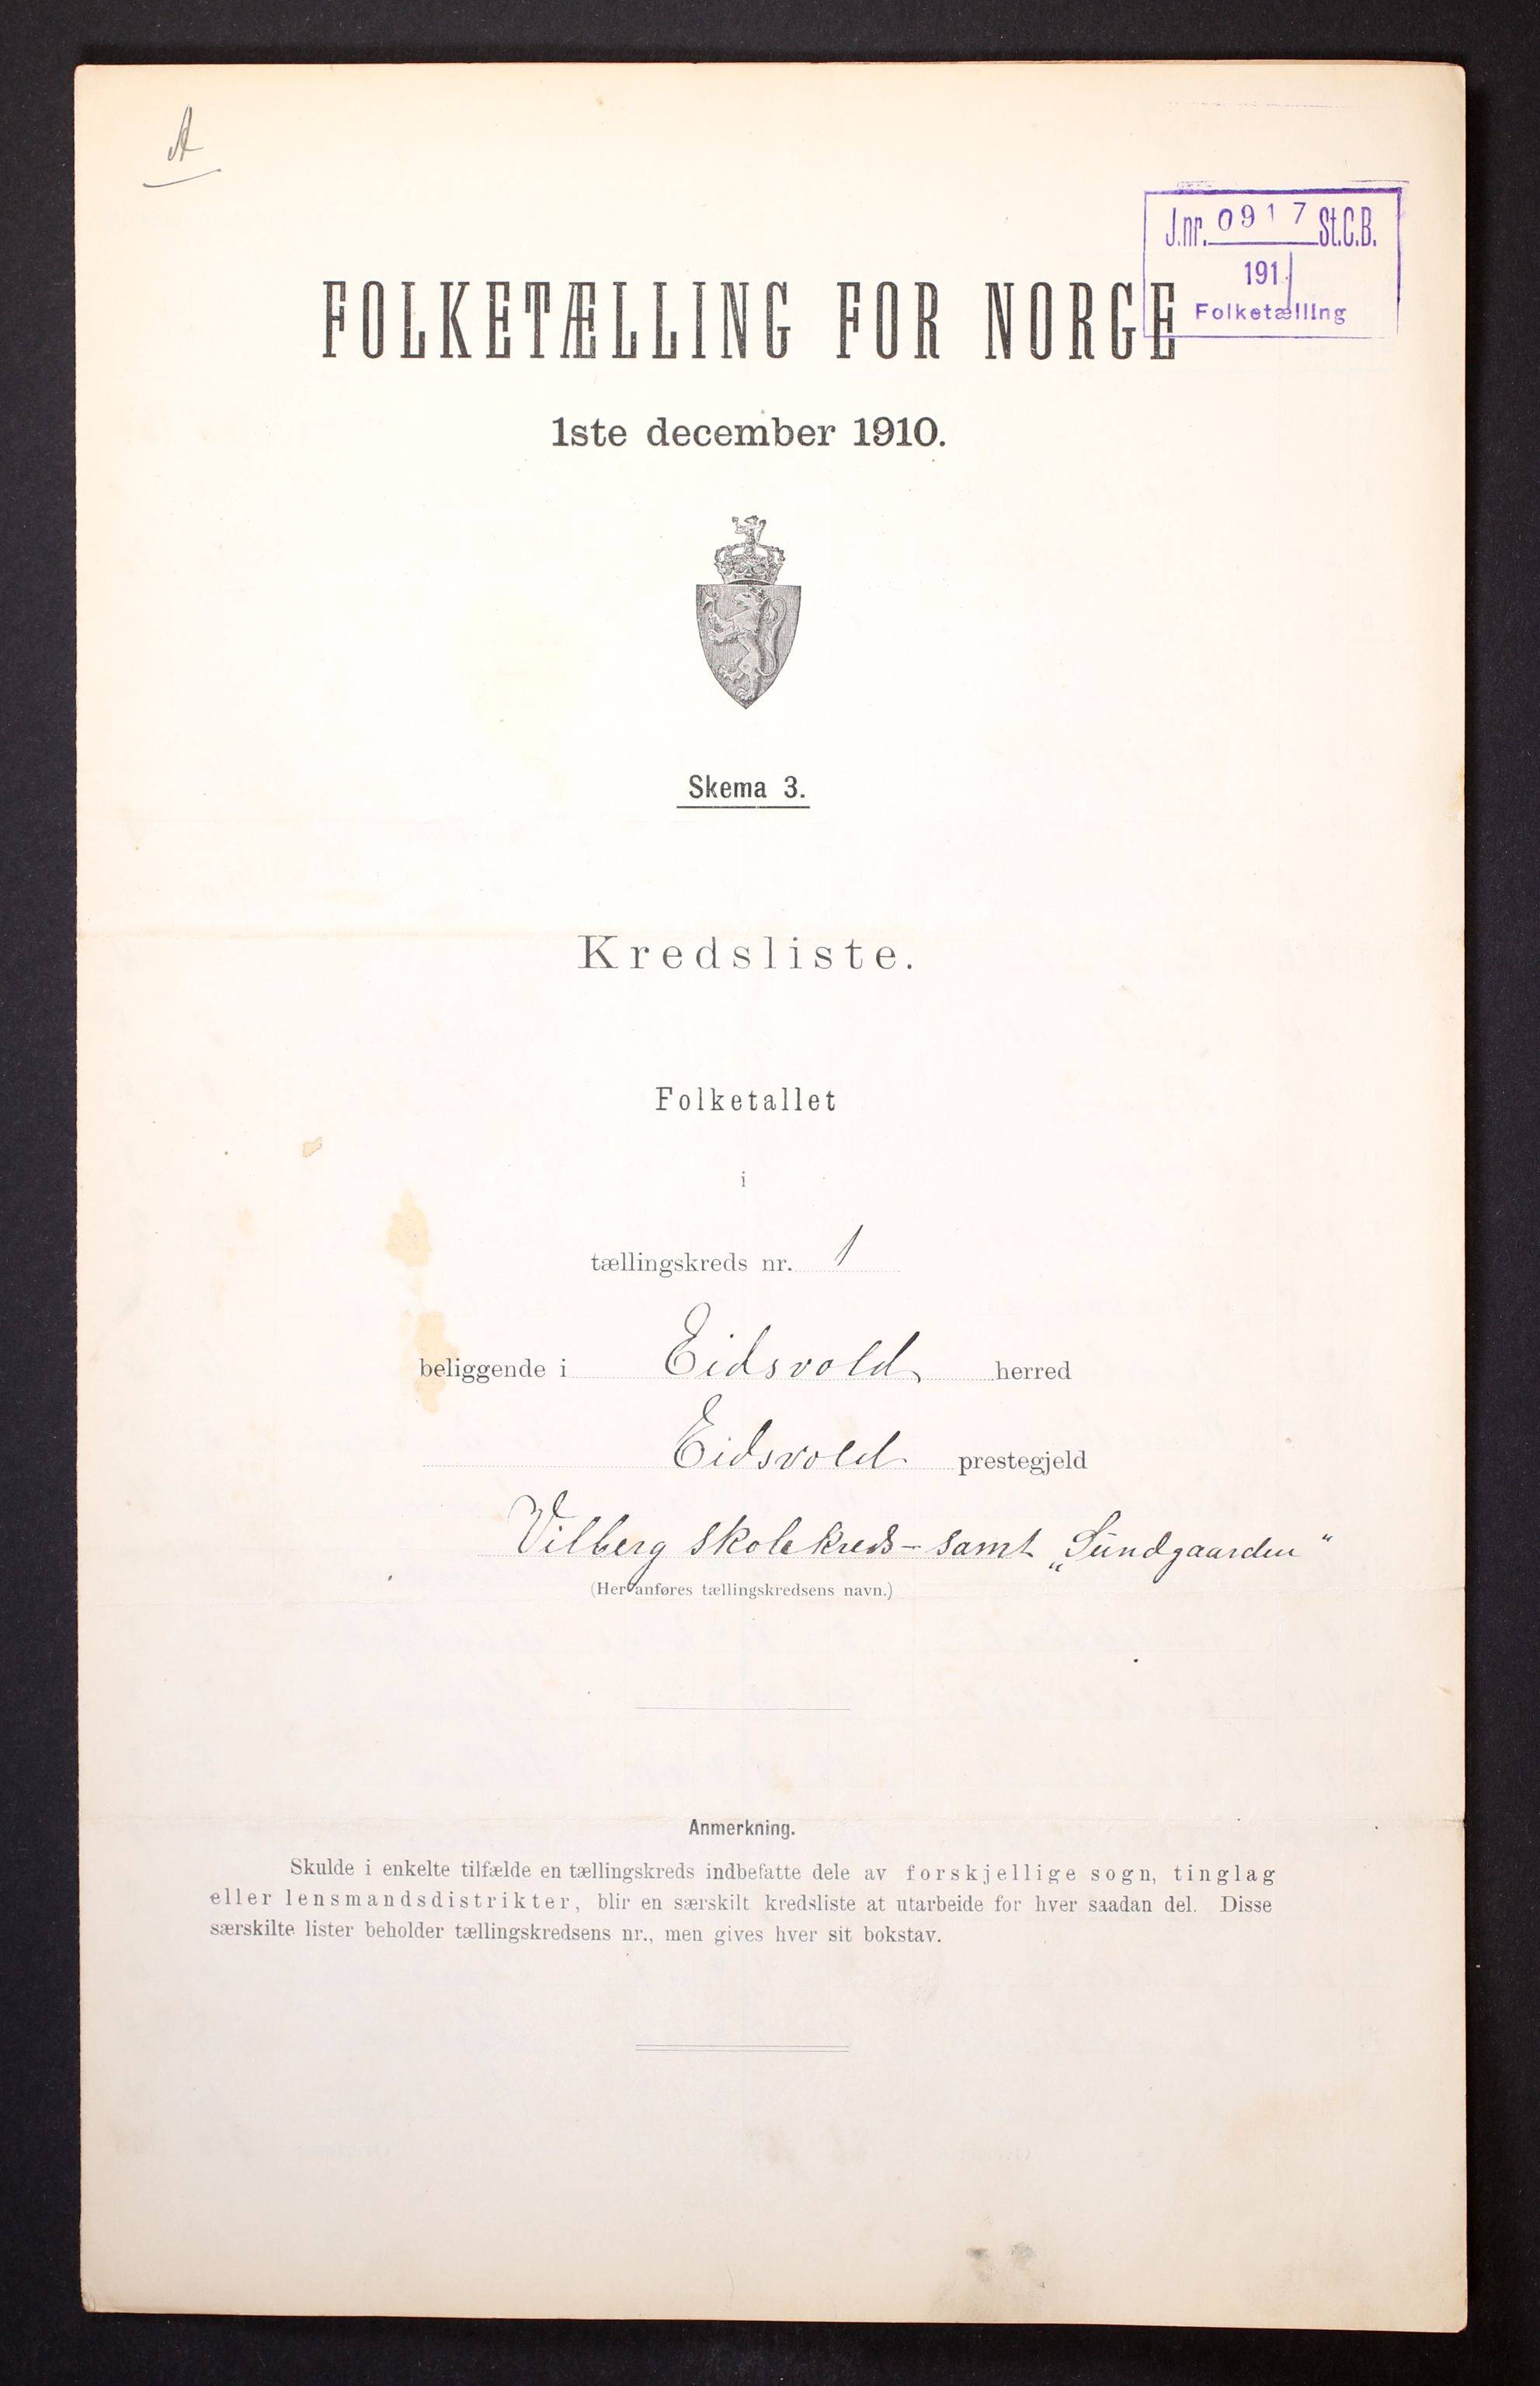 A
J.nr. 0917 St.C.B.
1911
Folketælling
FOLKETÆLLING FOR NORGE
1ste december 1910.
Skema 3.
Kredsliste.
Folketallet
i
tællingskreds nr. 1
beliggende i Eidsvold herred
Eidsvold prestegjeld
Vilberg skolekreds - samt „Sundgaarden“
(Her anføres tællingskredsens navn.)
Anmerkning.
Skulde i enkelte tilfælde en tællingskreds indbefatte dele av forskjellige sogn, tinglag
eller lensmandsdistrikter, blir en særskilt kredsliste at utarbeide for hver saadan del. Disse
særskilte lister beholder tællingskredsens nr., men gives hver sit bokstav.